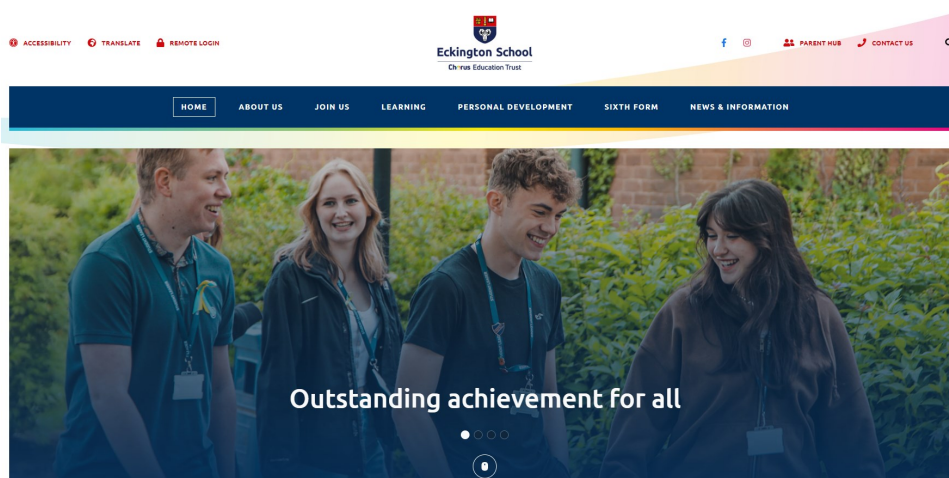 ACCESSIBILITY
TRANSLATE
REMOTE LOGIN
Eckington School
Chorus Education Trust
PARENT HUB
CONTACT US
HOME
ABOUT US
JOIN US
LEARNING
PERSONAL DEVELOPMENT
SIXTH FORM
NEWS & INFORMATION
Outstanding achievement for all